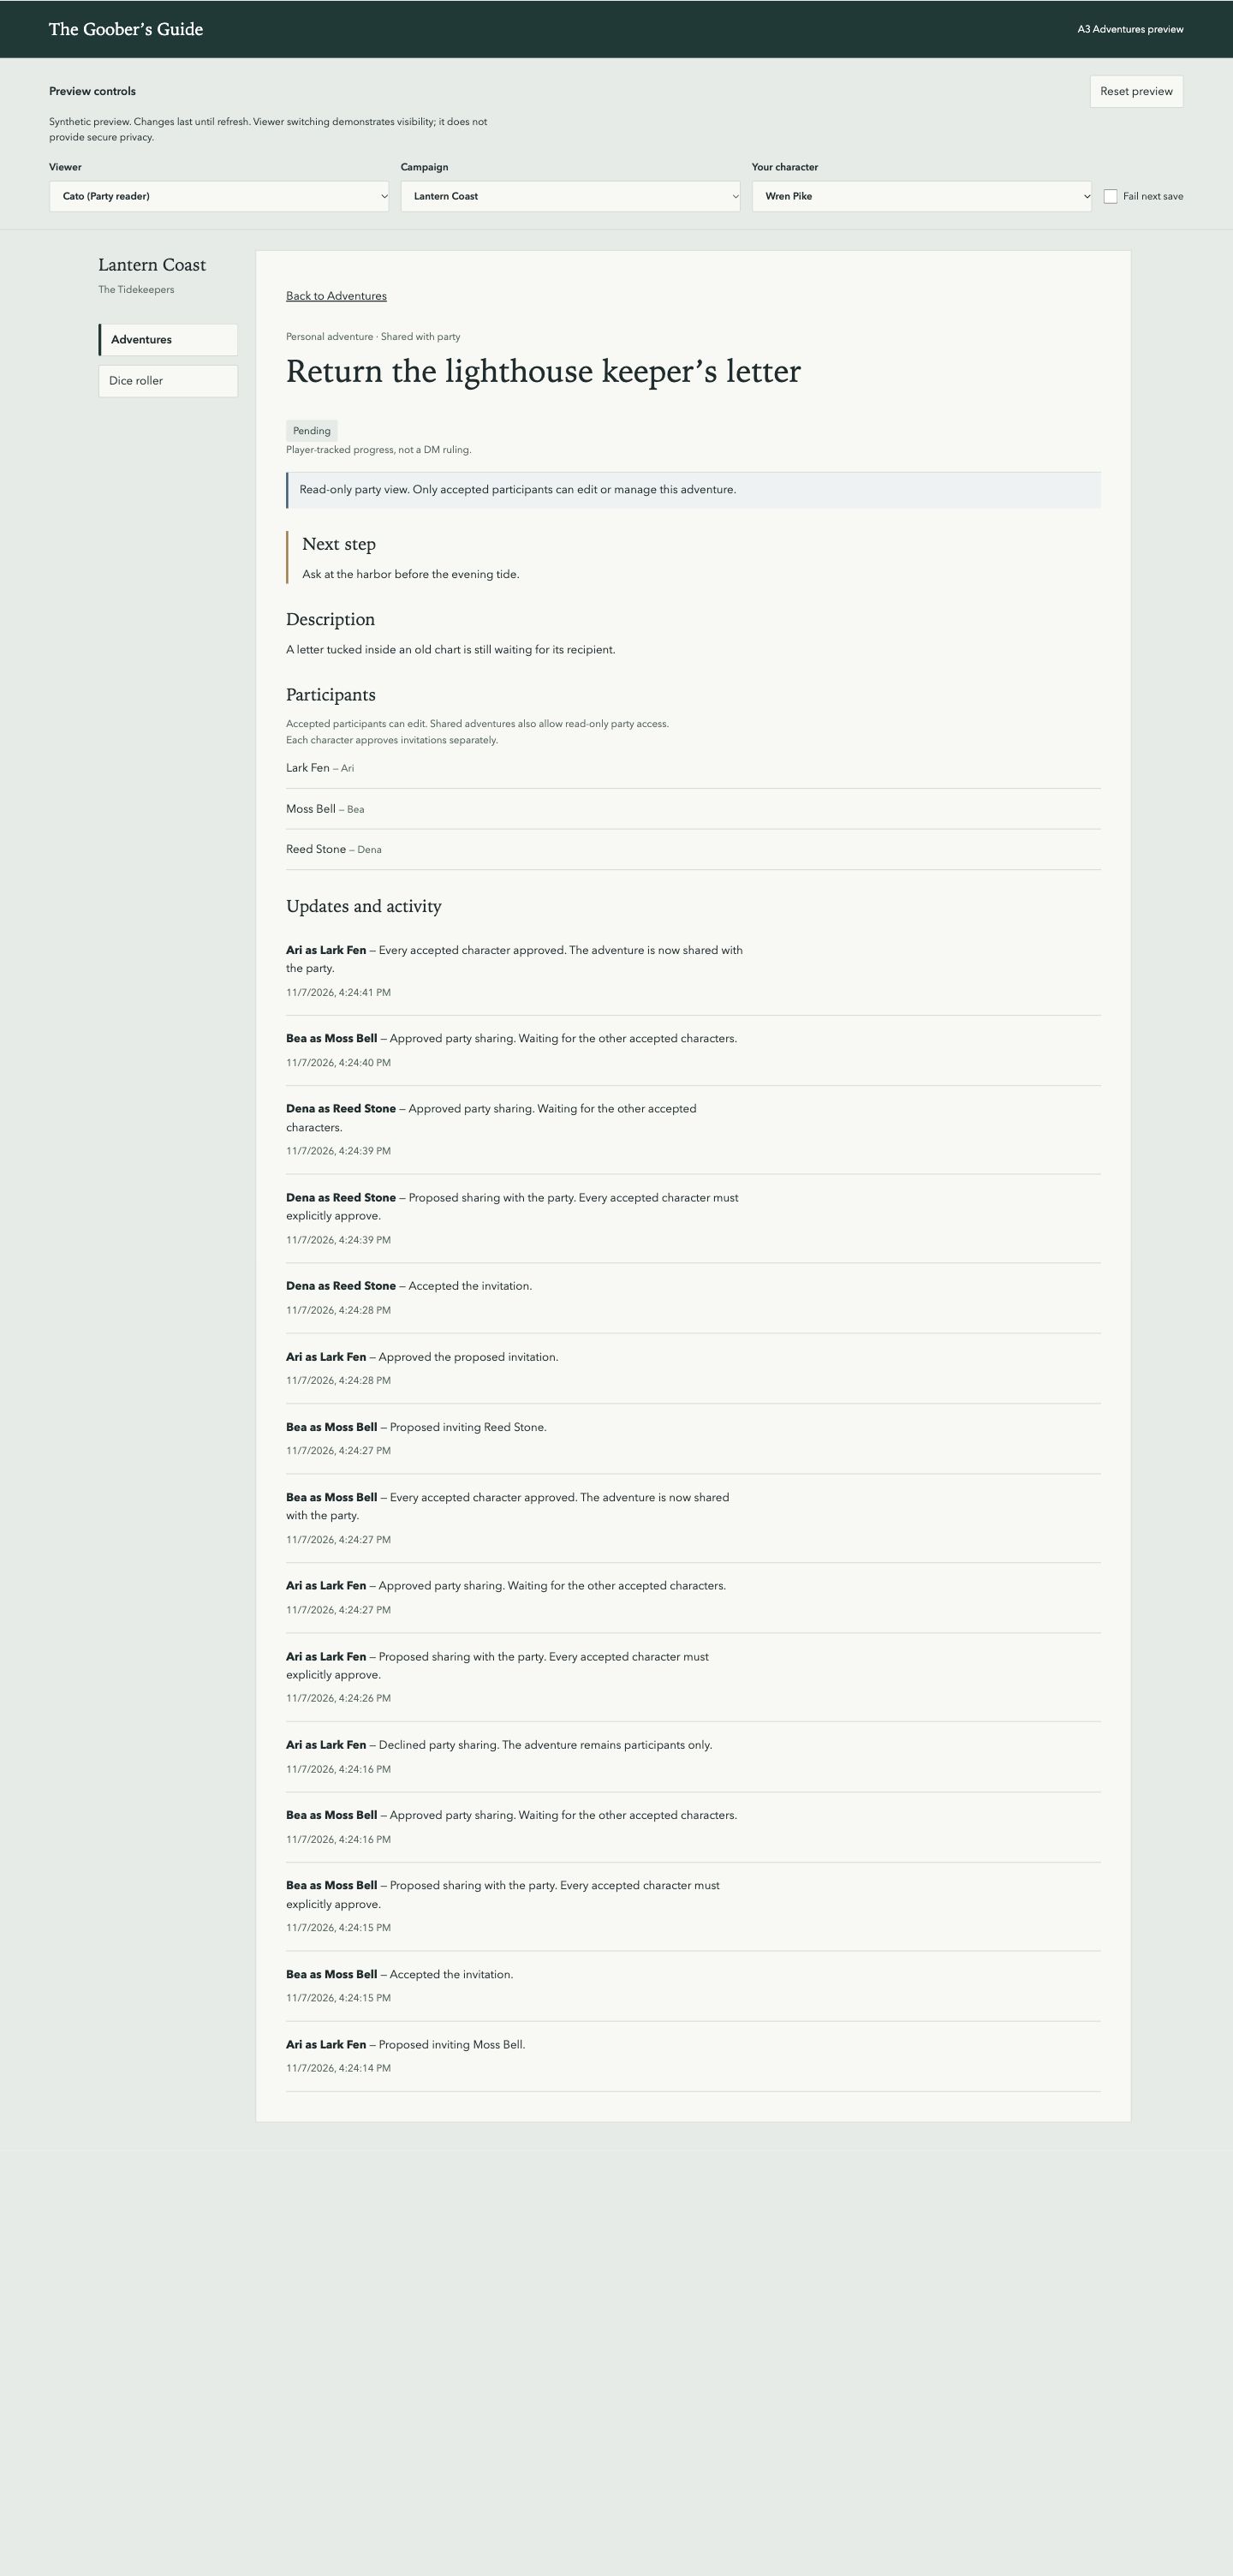 The Goober’s Guide
A3 Adventures preview
Preview controls
Reset preview
Synthetic preview. Changes last until refresh. Viewer switching demonstrates visibility; it does not
provide secure privacy.
Viewer
Campaign
Your character
Cato (Party reader)
Lantern Coast
Wren Pike
Fail next save
Lantern Coast
The Tidekeepers
Adventures
Dice roller
Back to Adventures
Personal adventure · Shared with party
Return the lighthouse keeper’s letter
Pending
Player-tracked progress, not a DM ruling.
Read-only party view. Only accepted participants can edit or manage this adventure.
Next step
Ask at the harbor before the evening tide.
Description
A letter tucked inside an old chart is still waiting for its recipient.
Participants
Accepted participants can edit. Shared adventures also allow read-only party access.
Each character approves invitations separately.
Lark Fen – Ari
Moss Bell – Bea
Reed Stone – Dena
Updates and activity
Ari as Lark Fen – Every accepted character approved. The adventure is now shared with
the party.
11/7/2026, 4:24:41 PM
Bea as Moss Bell – Approved party sharing. Waiting for the other accepted characters.
11/7/2026, 4:24:40 PM
Dena as Reed Stone – Approved party sharing. Waiting for the other accepted
characters.
11/7/2026, 4:24:39 PM
Dena as Reed Stone – Proposed sharing with the party. Every accepted character must
explicitly approve.
11/7/2026, 4:24:39 PM
Dena as Reed Stone – Accepted the invitation.
11/7/2026, 4:24:28 PM
Ari as Lark Fen – Approved the proposed invitation.
11/7/2026, 4:24:28 PM
Bea as Moss Bell – Proposed inviting Reed Stone.
11/7/2026, 4:24:27 PM
Bea as Moss Bell – Every accepted character approved. The adventure is now shared
with the party.
11/7/2026, 4:24:27 PM
Ari as Lark Fen – Approved party sharing. Waiting for the other accepted characters.
11/7/2026, 4:24:27 PM
Ari as Lark Fen – Proposed sharing with the party. Every accepted character must
explicitly approve.
11/7/2026, 4:24:26 PM
Ari as Lark Fen – Declined party sharing. The adventure remains participants only.
11/7/2026, 4:24:16 PM
Bea as Moss Bell – Approved party sharing. Waiting for the other accepted characters.
11/7/2026, 4:24:16 PM
Bea as Moss Bell – Proposed sharing with the party. Every accepted character must
explicitly approve.
11/7/2026, 4:24:15 PM
Bea as Moss Bell – Accepted the invitation.
11/7/2026, 4:24:15 PM
Ari as Lark Fen – Proposed inviting Moss Bell.
11/7/2026, 4:24:14 PM